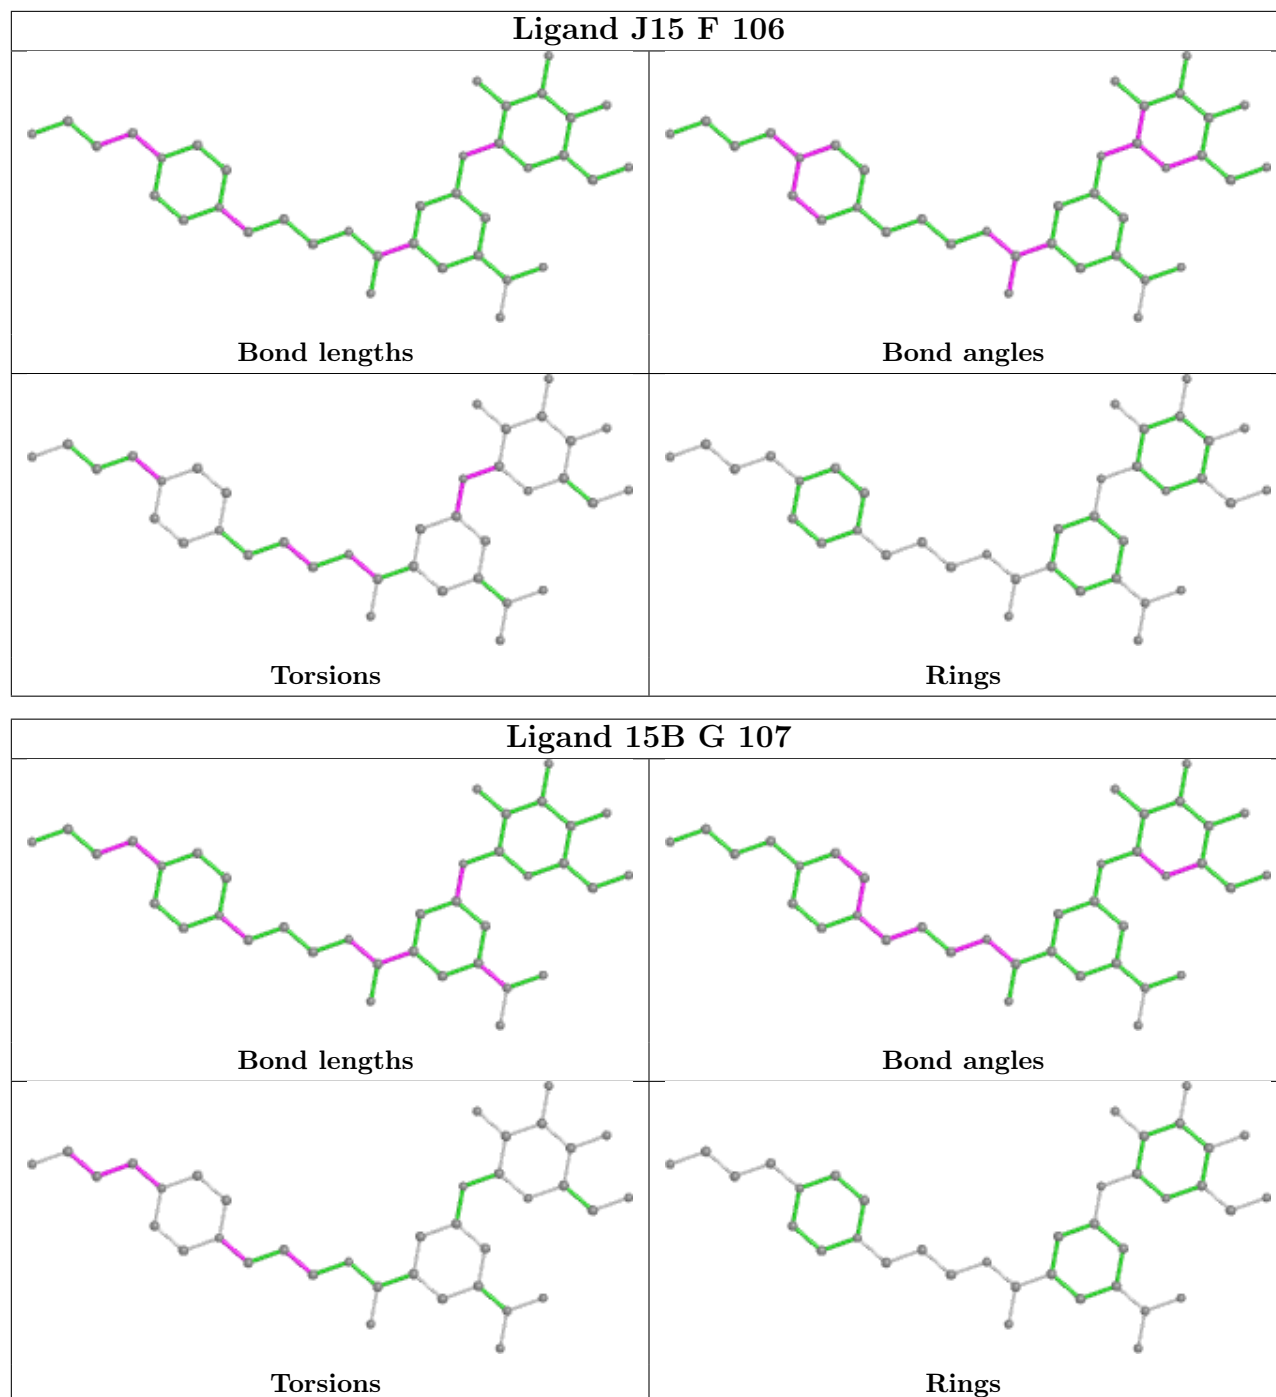 Ligand J15 F 106
Bond lengths
Bond angles
Torsions
Rings
Ligand 15B G 107
Bond lengths
Bond angles
Torsions
Rings